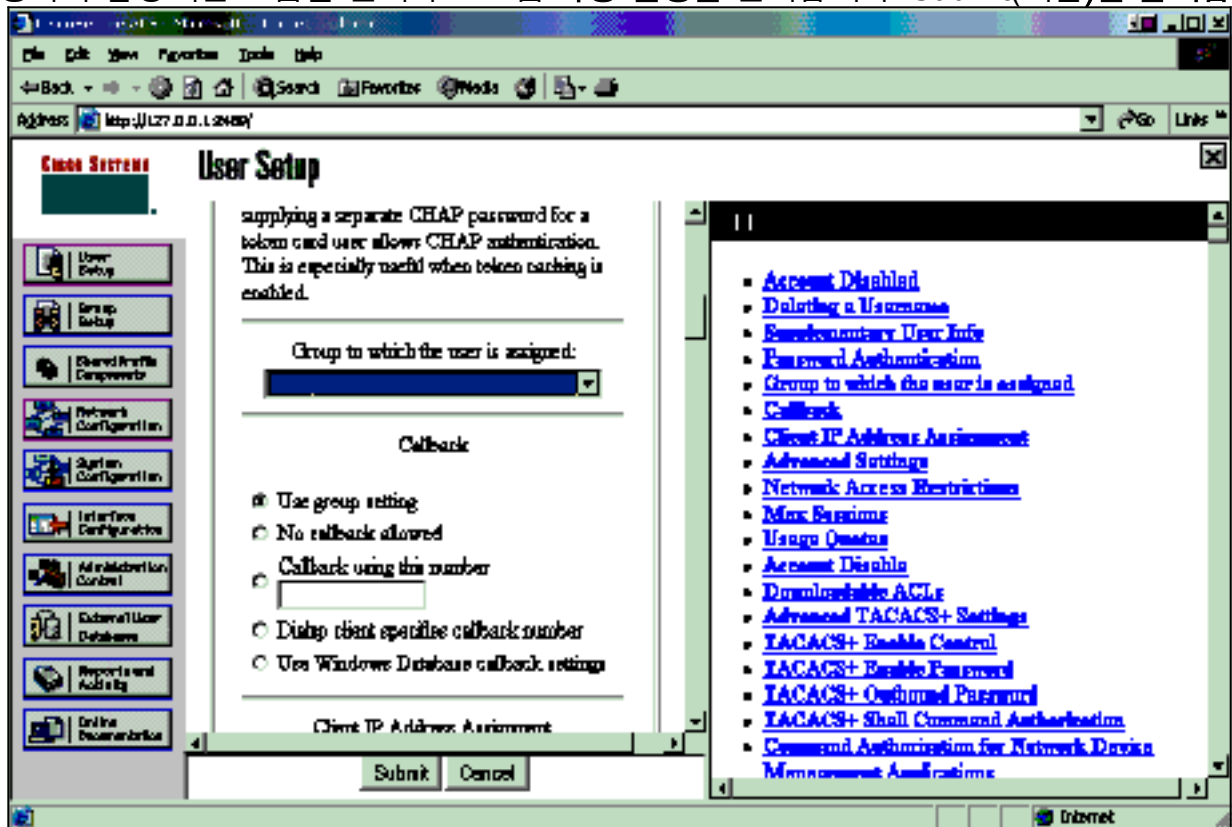 File Edit View Favorites Tools Help
Back Search Favorites Media
Address http://127.0.0.1:2489/ Go Links
CISCO SYSTEMS
User Setup
User Setup
Group Setup
Shared Profile Components
Network Configuration
System Configuration
Interface Configuration
Administration Control
External User Databases
Reports and Activity
Online Documentation
supplying a separate CHAP password for a
token card user allows CHAP authentication.
This is especially useful when token caching is
enabled.
Group to which the user is assigned:
Callback
Use group setting
No callback allowed
Callback using this number
Dialup client specifies callback number
Use Windows Database callback settings
Client IP Address Assignment
Submit Cancel
Account Disabled
Deleting a Username
Supplementary User Info
Password Authentication
Group to which the user is assigned
Callback
Client IP Address Assignment
Advanced Settings
Network Access Restrictions
Max Sessions
Usage Quotas
Account Disable
Downloadable ACLs
Advanced TACACS+ Settings
TACACS+ Enable Control
TACACS+ Enable Password
TACACS+ Outbound Password
TACACS+ Shell Command Authorization
Command Authorization for Network Device
Management Applications
Internet